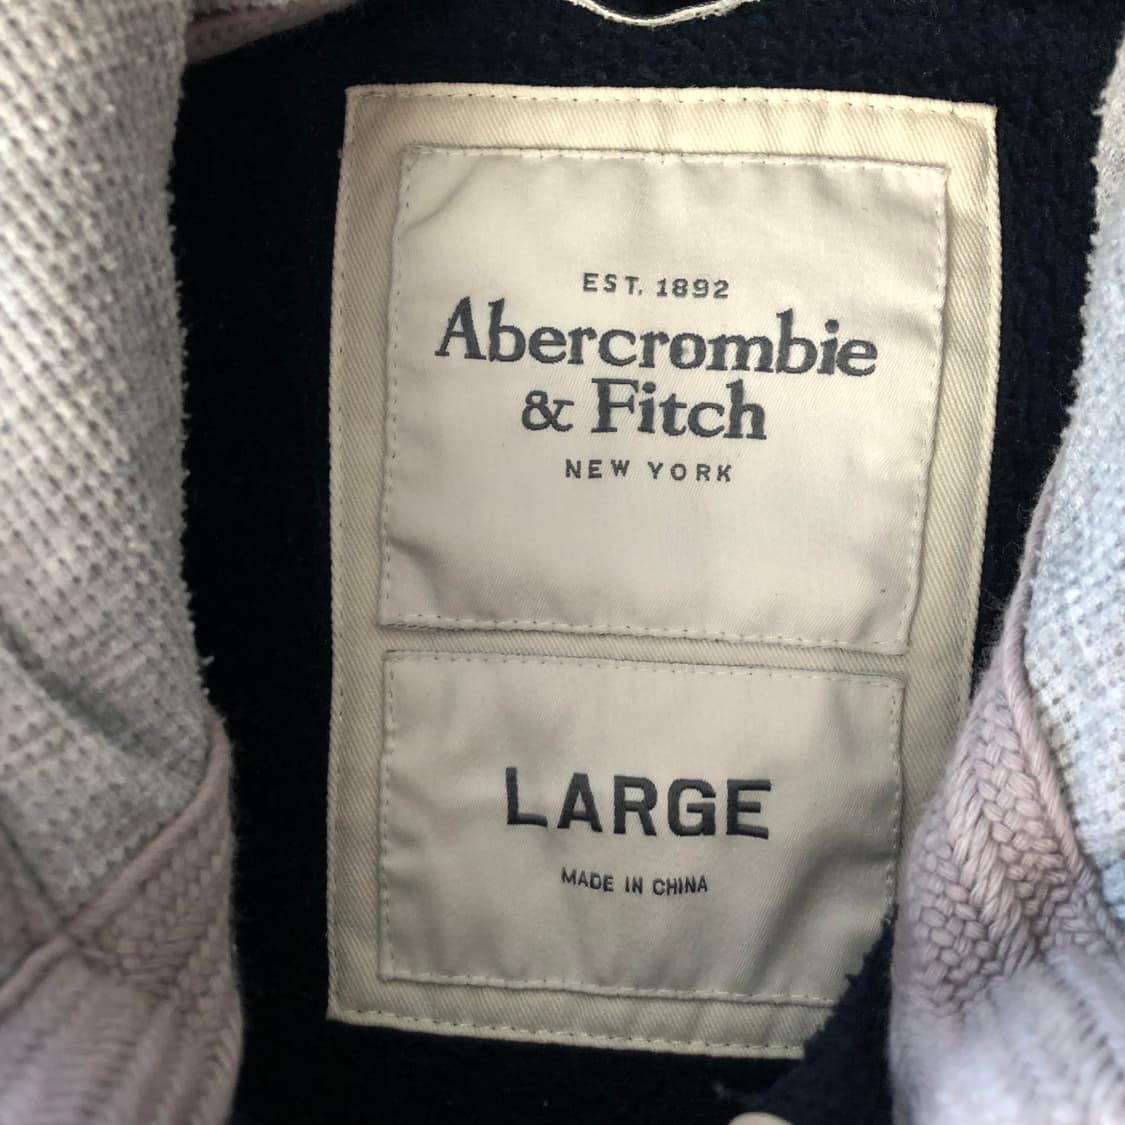 EST. 1892
Abercrombie
& Fitch
NEW YORK
LARGE
MADE IN CHINA